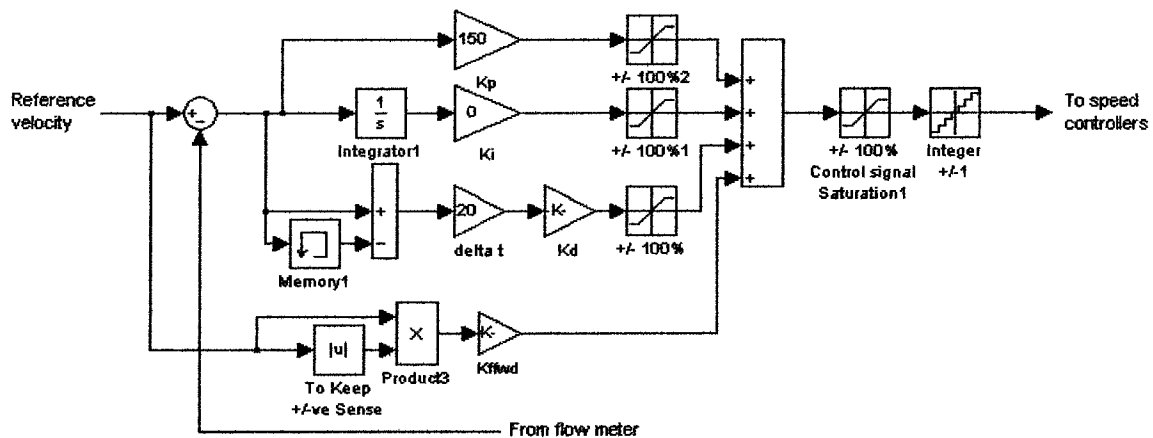 Reference
velocity
+
-
150
Kp
+/- 100%2
1
s
Integrator1
0
Ki
+/- 100%1
+
-
Memory1
20
delta t
-K-
Kd
+/- 100%
+
+
+
+
+/- 100%
Control signal
Saturation1
Integer
+/-1
To speed
controllers
|u|
To Keep
+/-ve Sense
X
Product3
-K-
Kffwd
From flow meter